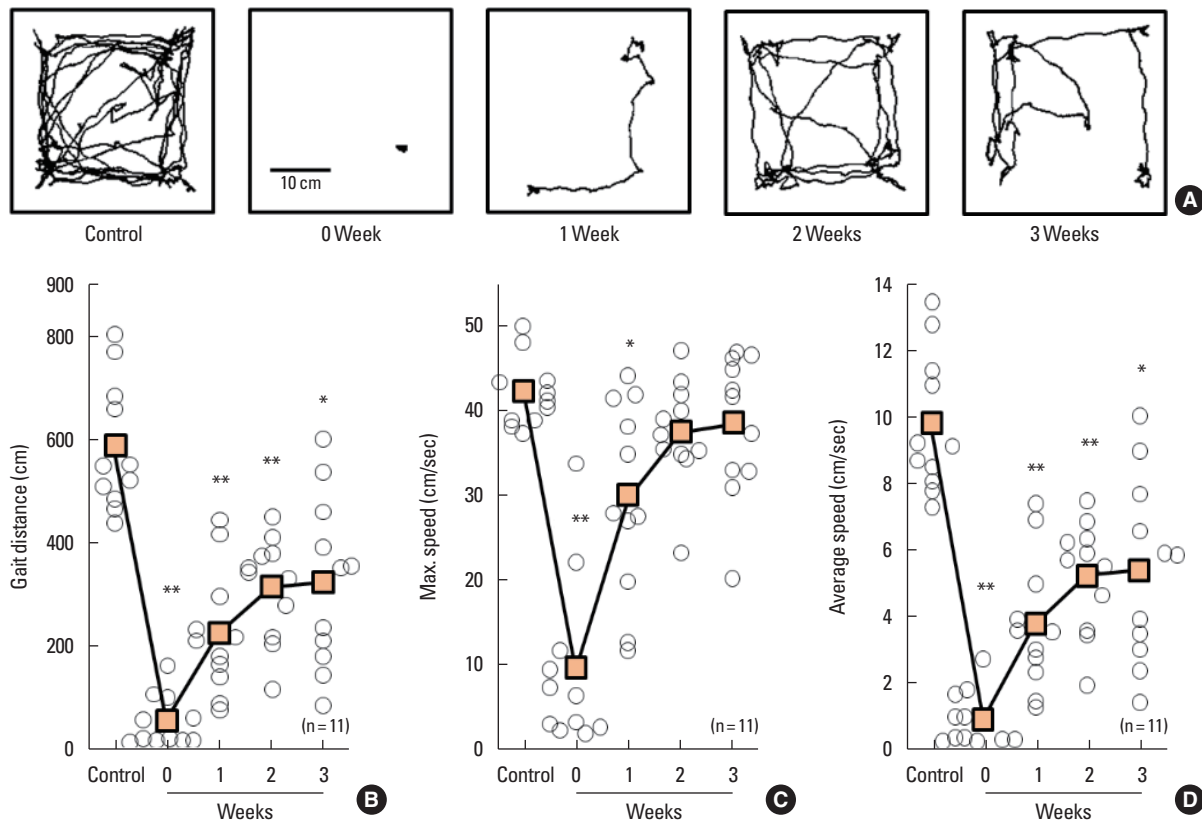 10 cm
Control
0 Week
1 Week
2 Weeks
3 Weeks
A
Gait distance (cm)
900
800
600
400
200
0
**
**
**
*
(n = 11)
Control 0 1 2 3
Weeks
B
Max. speed (cm/sec)
50
40
30
20
10
0
**
*
(n = 11)
Control 0 1 2 3
Weeks
C
Average speed (cm/sec)
14
12
10
8
6
4
2
0
**
**
**
*
(n = 11)
Control 0 1 2 3
Weeks
D